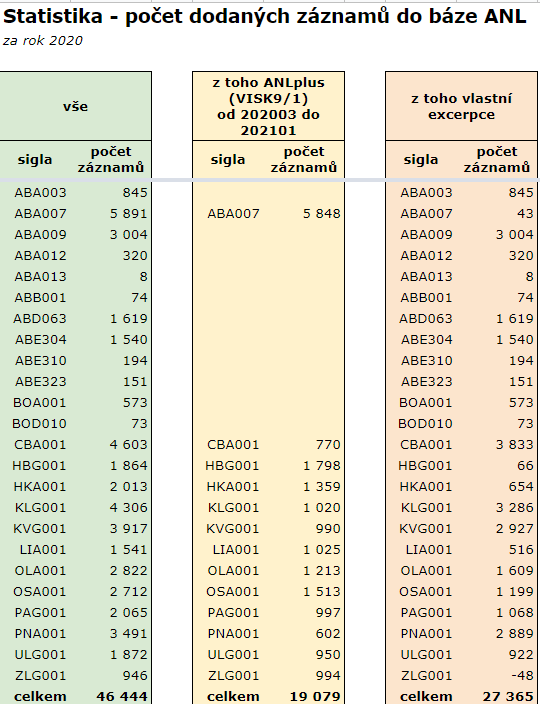 Statistika - počet dodaných záznamů do báze ANL
za rok 2020
vše z toho ANLplus (VISK9/1) od 202003 do 202101 z toho vlastní excerpce
sigla počet záznamů sigla počet záznamů sigla počet záznamů
ABA003 845 ABA003 845
ABA007 5 891 ABA007 5 848 ABA007 43
ABA009 3 004 ABA009 3 004
ABA012 320 ABA012 320
ABA013 8 ABA013 8
ABB001 74 ABB001 74
ABD063 1 619 ABD063 1 619
ABE304 1 540 ABE304 1 540
ABE310 194 ABE310 194
ABE323 151 ABE323 151
BOA001 573 BOA001 573
BOD010 73 BOD010 73
CBA001 4 603 CBA001 770 CBA001 3 833
HBG001 1 864 HBG001 1 798 HBG001 66
HKA001 2 013 HKA001 1 359 HKA001 654
KLG001 4 306 KLG001 1 020 KLG001 3 286
KVG001 3 917 KVG001 990 KVG001 2 927
LIA001 1 541 LIA001 1 025 LIA001 516
OLA001 2 822 OLA001 1 213 OLA001 1 609
OSA001 2 712 OSA001 1 513 OSA001 1 199
PAG001 2 065 PAG001 997 PAG001 1 068
PNA001 3 491 PNA001 602 PNA001 2 889
ULG001 1 872 ULG001 950 ULG001 922
ZLG001 946 ZLG001 994 ZLG001 -48
celkem 46 444 celkem 19 079 celkem 27 365